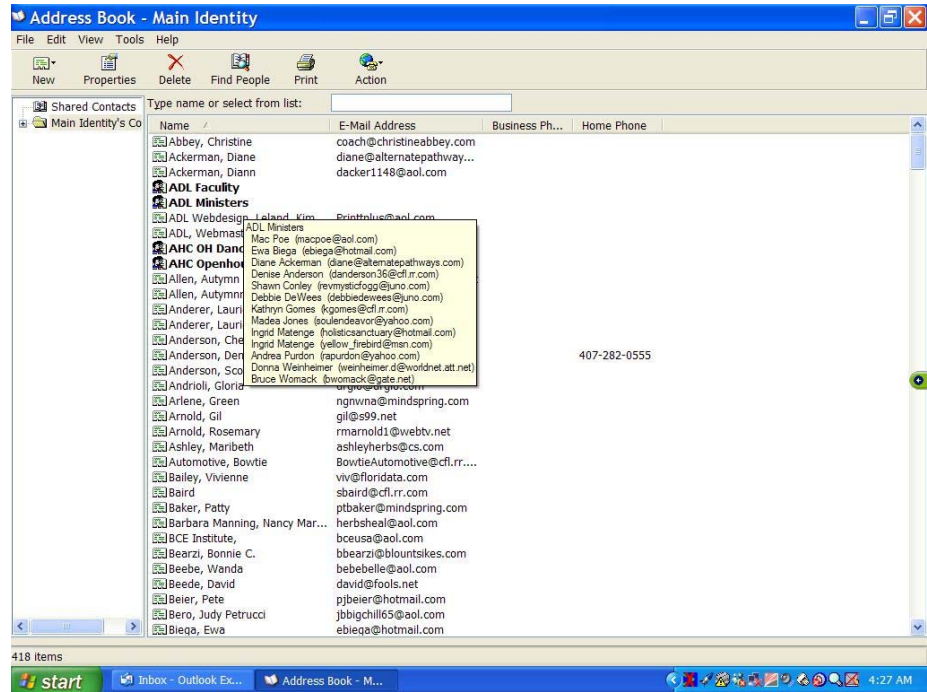 Address Book - Main Identity
File Edit View Tools Help
New Properties Delete Find People Print Action
Shared Contacts
Main Identity's Co
Type name or select from list:
Name E-Mail Address Business Ph... Home Phone
Abbey, Christine coach@christineabbey.com
Ackerman, Diane diane@alternatepathway...
Ackerman, Diann dacker1148@aol.com
ADL Faculity
ADL Ministers
ADL Webdesign, Leland, Kim Printtplus@aol.com
ADL, Webmast
AHC OH Danc
AHC Openhou
Allen, Autymn
Allen, Autymnr
Anderer, Lauri
Anderer, Lauri
Anderson, Che
Anderson, Den 407-282-0555
Anderson, Sco
Andrioli, Gloria drglo@drglo.com
ADL Ministers
Mac Poe (macpoe@aol.com)
Ewa Biega (ebiega@hotmail.com)
Diane Ackerman (diane@alternatepathways.com)
Denise Anderson (danderson36@cfl.rr.com)
Shawn Conley (revmysticfogg@juno.com)
Debbie DeWees (debbiedewees@juno.com)
Kathryn Gomes (kgomes@cfl.rr.com)
Madea Jones (soulendeavor@yahoo.com)
Ingrid Matenge (holisticsanctuary@hotmail.com)
Ingrid Matenge (yellow_firebird@msn.com)
Andrea Purdon (rapurdon@yahoo.com)
Donna Weinheimer (weinheimer.d@worldnet.att.net)
Bruce Womack (bwomack@gate.net)
Arlene, Green ngnwna@mindspring.com
Arnold, Gil gil@s99.net
Arnold, Rosemary rmarnold1@webtv.net
Ashley, Maribeth ashleyherbs@cs.com
Automotive, Bowtie BowtieAutomotive@cfl.rr....
Bailey, Vivienne viv@floridata.com
Baird sbaird@cfl.rr.com
Baker, Patty ptbaker@mindspring.com
Barbara Manning, Nancy Mar... herbsheal@aol.com
BCE Institute, bceusa@aol.com
Bearzi, Bonnie C. bbearzi@blountsikes.com
Beebe, Wanda bebebelle@aol.com
Beede, David david@fools.net
Beier, Pete pjbeier@hotmail.com
Bero, Judy Petrucci jbbigchill65@aol.com
Biega, Ewa ebiega@hotmail.com
418 items
start Inbox - Outlook Ex... Address Book - M... 4:27 AM